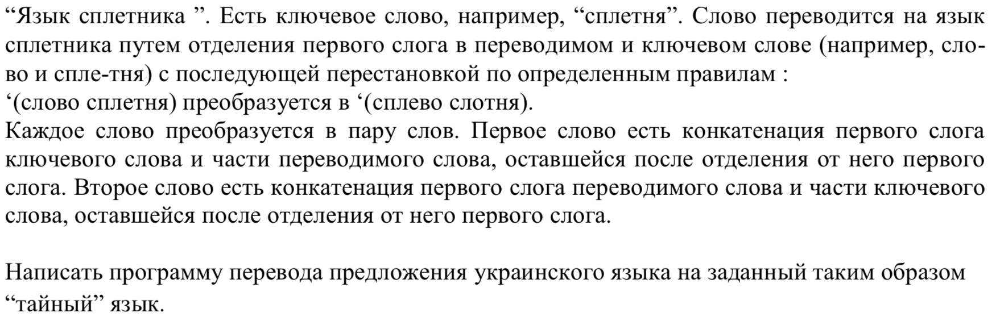 “Язык сплетника ”. Есть ключевое слово, например, “сплетня”. Слово переводится на язык
сплетника путем отделения первого слога в переводимом и ключевом слове (например, сло-
во и спле-тня) с последующей перестановкой по определенным правилам :
‘(слово сплетня) преобразуется в ‘(сплево слотня).
Каждое слово преобразуется в пару слов. Первое слово есть конкатенация первого слога
ключевого слова и части переводимого слова, оставшейся после отделения от него первого
слога. Второе слово есть конкатенация первого слога переводимого слова и части ключевого
слова, оставшейся после отделения от него первого слога.
Написать программу перевода предложения украинского языка на заданный таким образом
“тайный” язык.